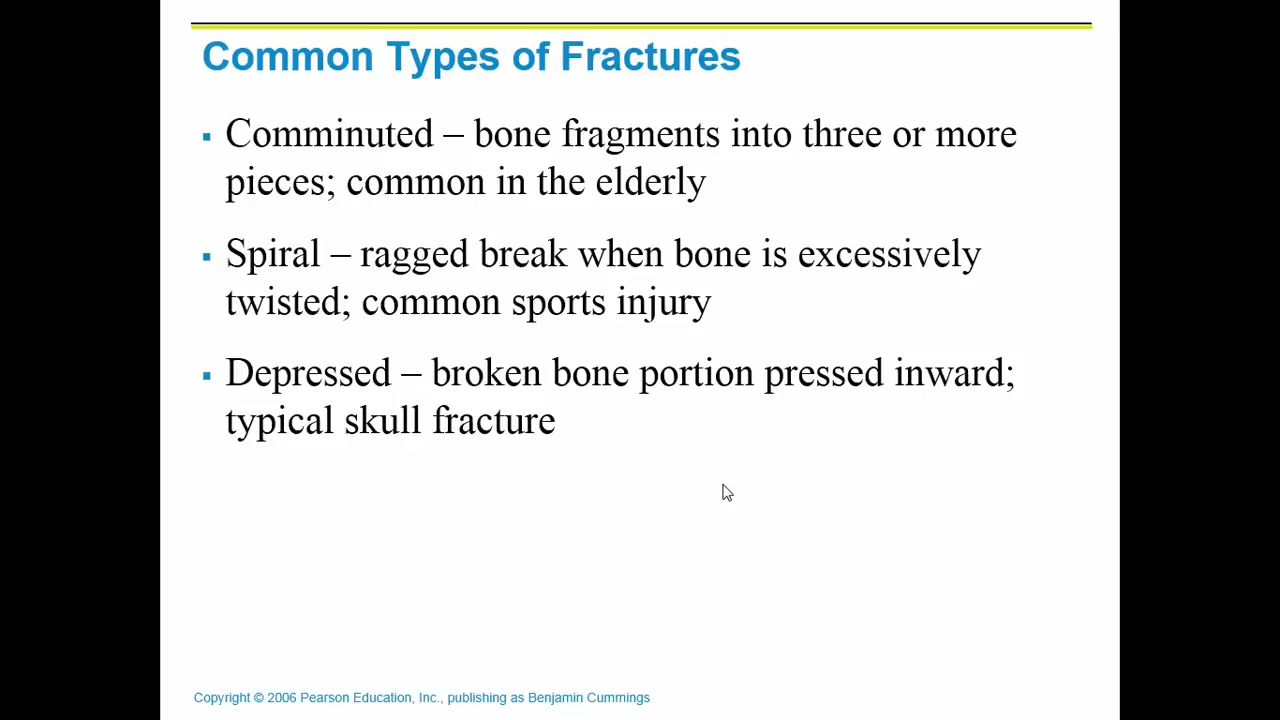 Common Types of Fractures
▪ Comminuted – bone fragments into three or more
pieces; common in the elderly
▪ Spiral – ragged break when bone is excessively
twisted; common sports injury
▪ Depressed – broken bone portion pressed inward;
typical skull fracture
Copyright © 2006 Pearson Education, Inc., publishing as Benjamin Cummings